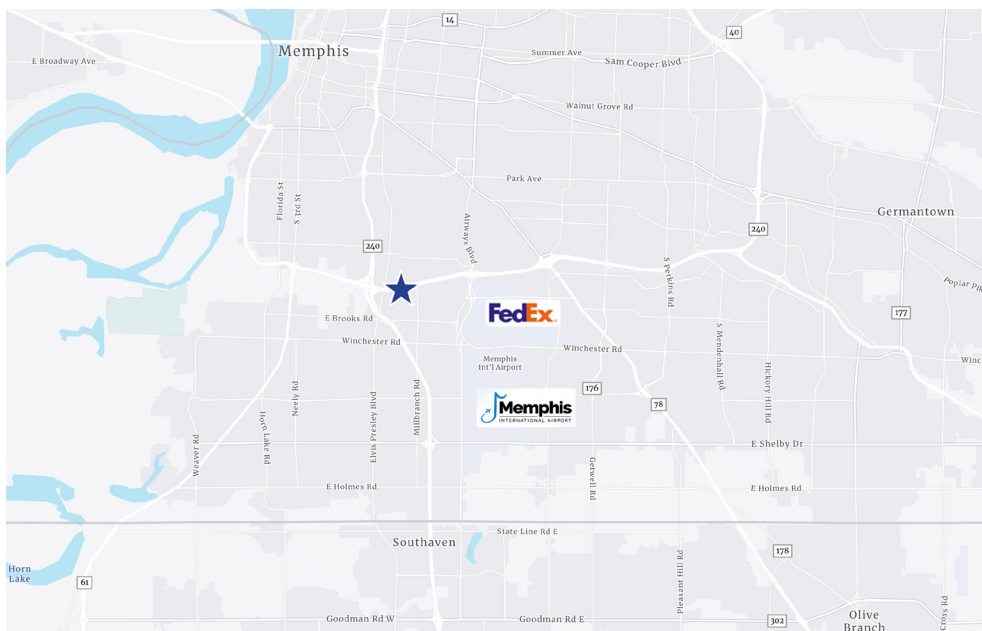 14
Memphis
Summer Ave
40
E Broadway Ave
Sam Cooper Blvd
Walnut Grove Rd
Park Ave
Florida St
S 3rd St
Airways Blvd
Germantown
240
240
S Perkins Rd
Poplar Pik
177
FedEx.
E Brooks Rd
Winchester Rd
Winchester Rd
S Mendenhall Rd
Winc
Memphis
Int'l Airport
Hickory Hill Rd
Neely Rd
Elvis Presley Blvd
Millbranch Rd
176
78
Memphis
INTERNATIONAL AIRPORT
Horn Lake Rd
Weaver Rd
E Shelby Dr
Getwell Rd
E Holmes Rd
E Holmes Rd
State Line Rd E
Southaven
178
Horn
Lake
61
Pleasant Hill Rd
Cross Rd
Goodman Rd W
Goodman Rd E
302
Olive
Branch